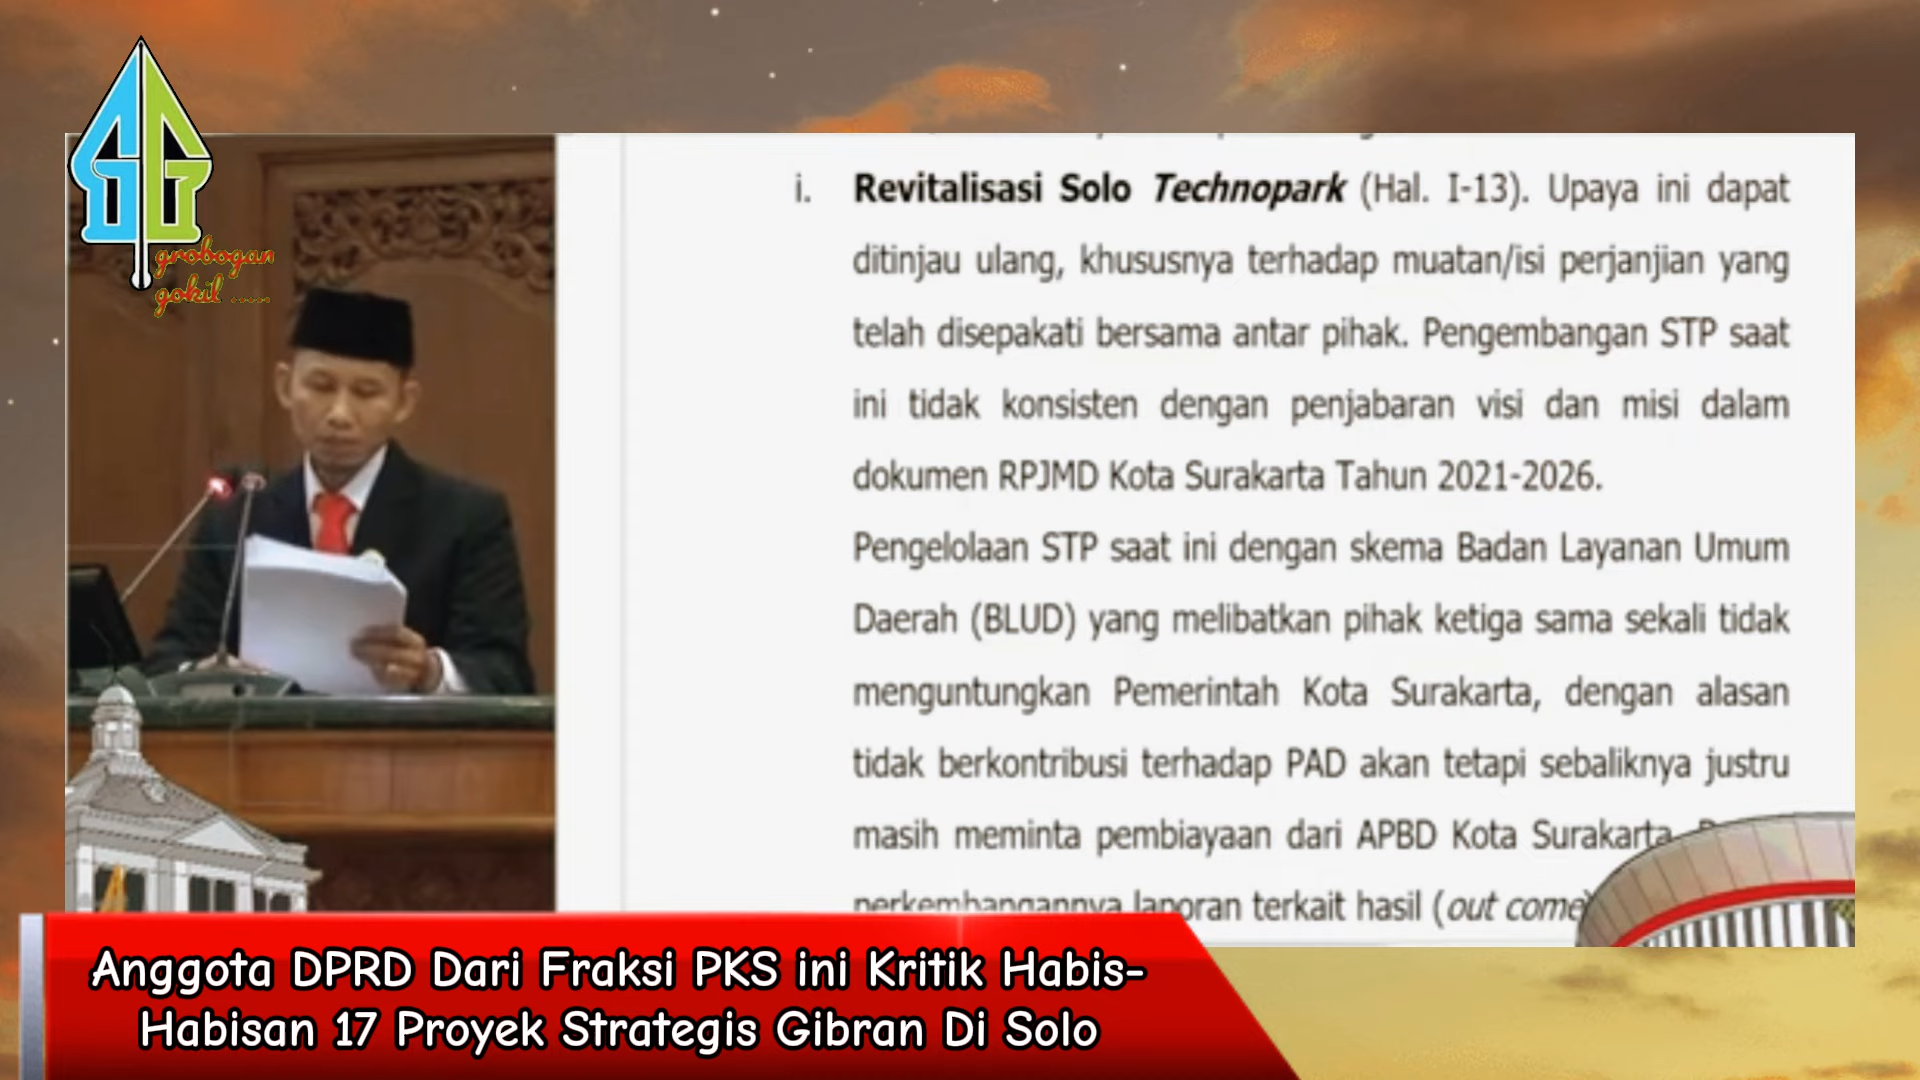 GG
grobogan
gokil .....
i. Revitalisasi Solo Technopark (Hal. I-13). Upaya ini dapat
ditinjau ulang, khususnya terhadap muatan/isi perjanjian yang
telah disepakati bersama antar pihak. Pengembangan STP saat
ini tidak konsisten dengan penjabaran visi dan misi dalam
dokumen RPJMD Kota Surakarta Tahun 2021-2026.
Pengelolaan STP saat ini dengan skema Badan Layanan Umum
Daerah (BLUD) yang melibatkan pihak ketiga sama sekali tidak
menguntungkan Pemerintah Kota Surakarta, dengan alasan
tidak berkontribusi terhadap PAD akan tetapi sebaliknya justru
masih meminta pembiayaan dari APBD Kota Surakarta.
perkembangannya laporan terkait hasil (out come)
Anggota DPRD Dari Fraksi PKS ini Kritik Habis-
Habisan 17 Proyek Strategis Gibran Di Solo